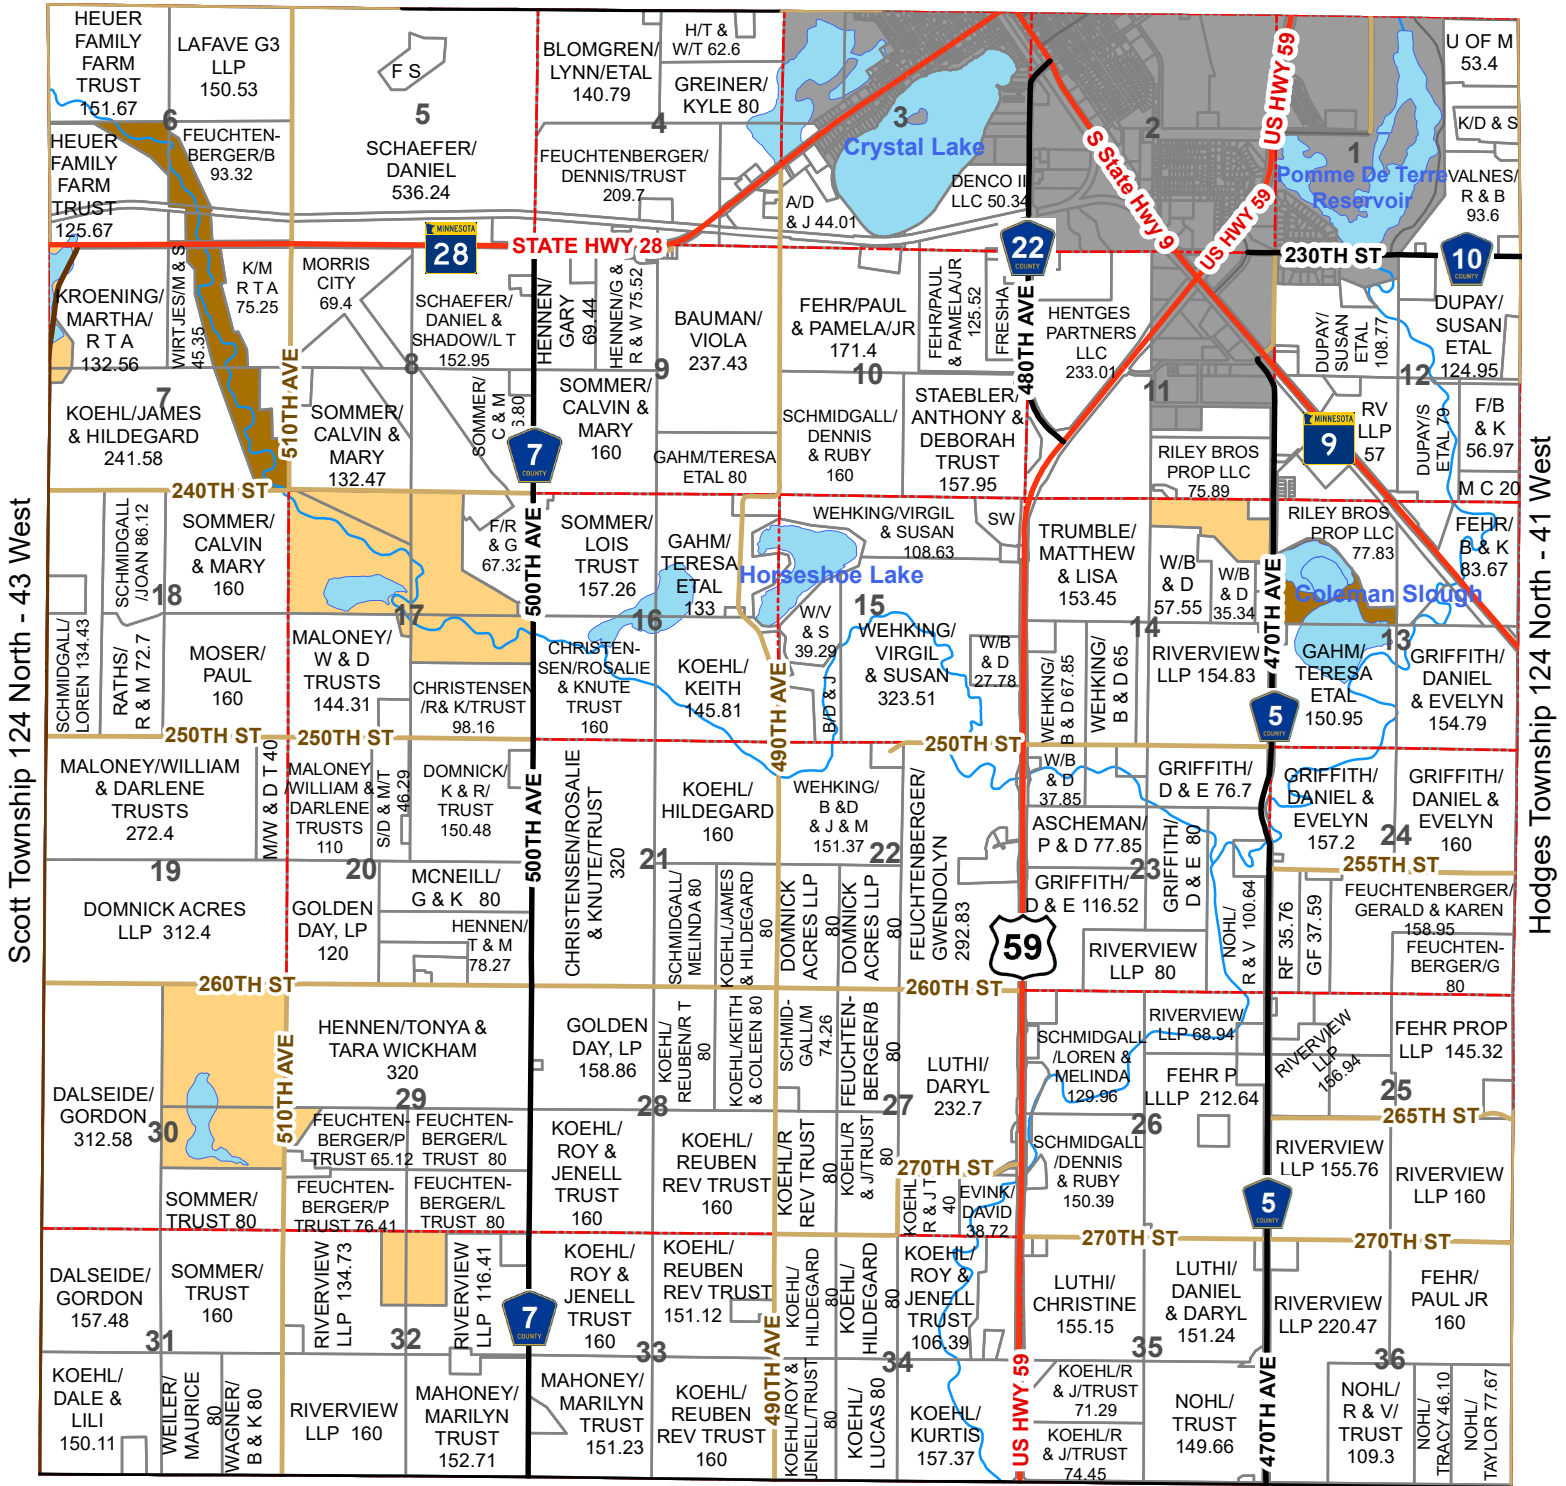 HEUER
FAMILY
FARM
TRUST
151.67
LAFAVE G3
LLP
150.53
F S
5
SCHAEFER/
DANIEL
536.24
BLOMGREN/
LYNN/ETAL
140.79
H/T &
W/T 62.6
GREINER/
KYLE 80
4
3
Crystal Lake
2
1
US HWY 59
U OF M
53.4
K/D & S
VALNES/
R & B
93.6
Pomme De Terre
Reservoir
6
HEUER
FAMILY
FARM
TRUST
125.67
FEUCHTEN-
BERGER/B
93.32
FEUCHTENBERGER/
DENNIS/TRUST
209.7
A/D
& J 44.01
DENCO II
LLC 50.34
S State Hwy 9
US HWY 59
MINNESOTA
28
STATE HWY 28
22
COUNTY
230TH ST
10
COUNTY
KROENING/
MARTHA/
R T A
132.56
WIRTJES/M & S
45.35
K/M
R T A
75.25
MORRIS
CITY
69.4
SCHAEFER/
DANIEL &
SHADOW/L T
152.95
HENNEN/
GARY
69.44
HENNEN/G &
R & W 75.52
BAUMAN/
VIOLA
237.43
FEHR/PAUL
& PAMELA/JR
171.4
FEHR/PAUL
& PAMELA/JR
125.52
FRESHA
480TH AVE
HENTGES
PARTNERS
LLC
233.01
DUPAY/
SUSAN
ETAL
108.77
DUPAY/
SUSAN
ETAL
124.95
7
8
9
10
11
12
KOEHL/JAMES
& HILDEGARD
241.58
510TH AVE
SOMMER/
CALVIN &
MARY
132.47
SOMMER/
C & M
6.80
7
COUNTY
SOMMER/
CALVIN &
MARY
160
GAHM/TERESA
ETAL 80
SCHMIDGALL/
DENNIS
& RUBY
160
STAEBLER/
ANTHONY &
DEBORAH
TRUST
157.95
RILEY BROS
PROP LLC
75.89
MINNESOTA
9
RV
LLP
57
DUPAY/S
ETAL 79
F/B
& K
56.97
M C 20
Scott Township 124 North - 43 West
Hodges Township 124 North - 41 West
240TH ST
SCHMIDGALL
/JOAN 86.12
SOMMER/
CALVIN
& MARY
160
F/R
& G
67.32
500TH AVE
SOMMER/
LOIS
TRUST
157.26
GAHM/
TERESA
ETAL
133
Horseshoe Lake
WEHKING/VIRGIL
& SUSAN
108.63
SW
TRUMBLE/
MATTHEW
& LISA
153.45
W/B
& D
57.55
W/B
& D
35.34
470TH AVE
RILEY BROS
PROP LLC
77.83
FEHR/
B & K
83.67
Coleman Slough
18
17
16
15
14
13
SCHMIDGALL/
LOREN 134.43
RATHS/
R & M 72.7
MOSER/
PAUL
160
MALONEY/
W & D
TRUSTS
144.31
CHRISTENSEN
/R& K/TRUST
98.16
CHRISTEN-
SEN/ROSALIE
& KNUTE
TRUST
160
KOEHL/
KEITH
145.81
490TH AVE
W/V
& S
39.29
B/D & J
WEHKING/
VIRGIL
& SUSAN
323.51
W/B
& D
27.78
WEHKING/
B & D 67.85
WEHKING/
B & D 65
RIVERVIEW
LLP 154.83
5
COUNTY
GAHM/
TERESA
ETAL
150.95
GRIFFITH/
DANIEL
& EVELYN
154.79
250TH ST
250TH ST
250TH ST
MALONEY/WILLIAM
& DARLENE
TRUSTS
272.4
M/W & D T 40
MALONEY
/WILLIAM &
DARLENE
TRUSTS
110
S/D & M/T
46.29
DOMNICK/
K & R/
TRUST
150.48
500TH AVE
CHRISTENSEN/ROSALIE
& KNUTE/TRUST
320
KOEHL/
HILDEGARD
160
WEHKING/
B &D
& J & M
151.37
FEUCHTENBERGER/
GWENDOLYN
292.83
W/B
& D
37.85
ASCHEMAN/
P & D 77.85
GRIFFITH/
D & E 76.7
GRIFFITH/
D & E 80
GRIFFITH/
DANIEL &
EVELYN
157.2
GRIFFITH/
DANIEL &
EVELYN
160
19
20
21
22
23
24
255TH ST
DOMNICK ACRES
LLP 312.4
GOLDEN
DAY, LP
120
MCNEILL/
G & K 80
HENNEN/
T & M
78.27
SCHMIDGALL/
MELINDA 80
KOEHL/JAMES
& HILDEGARD
80
DOMNICK
ACRES LLP
80
DOMNICK
ACRES LLP
80
59
GRIFFITH/
D & E 116.52
RIVERVIEW
LLP 80
NOHL/
R & V 100.64
RF 35.76
GF 37.59
FEUCHTENBERGER/
GERALD & KAREN
158.95
FEUCHTEN-
BERGER/G
80
260TH ST
260TH ST
DALSEIDE/
GORDON
312.58
510TH AVE
HENNEN/TONYA &
TARA WICKHAM
320
GOLDEN
DAY, LP
158.86
KOEHL/
REUBEN/R T
80
KOEHL/KEITH
& COLEEN 80
SCHMID-
GALL/M
74.26
FEUCHTEN-
BERGER/B
80
LUTHI/
DARYL
232.7
SCHMIDGALL
/LOREN &
MELINDA
129.96
RIVERVIEW
LLP 68.94
FEHR P
LLLP 212.64
RIVERVIEW
LLP
156.94
FEHR PROP
LLP 145.32
30
29
28
27
26
25
265TH ST
FEUCHTEN-
BERGER/P
TRUST 65.12
FEUCHTEN-
BERGER/L
TRUST 80
KOEHL/
ROY &
JENELL
TRUST
160
KOEHL/
REUBEN
REV TRUST
160
KOEHL/R
REV TRUST
80
KOEHL/R
& J/TRUST
80
270TH ST
SCHMIDGALL
/DENNIS
& RUBY
150.39
RIVERVIEW
LLP 155.76
RIVERVIEW
LLP 160
SOMMER/
TRUST 80
FEUCHTEN-
BERGER/P
TRUST 76.41
FEUCHTEN-
BERGER/L
TRUST 80
KOEHL
R & J T
40
EVINK/
DAVID
38.72
5
COUNTY
270TH ST
270TH ST
DALSEIDE/
GORDON
157.48
SOMMER/
TRUST
160
RIVERVIEW
LLP 134.73
RIVERVIEW
LLP 116.41
7
COUNTY
KOEHL/
ROY &
JENELL
TRUST
160
KOEHL/
REUBEN
REV TRUST
151.12
490TH AVE
KOEHL/
HILDEGARD
80
KOEHL/
HILDEGARD
80
KOEHL/
ROY &
JENELL
TRUST
106.39
LUTHI/
CHRISTINE
155.15
LUTHI/
DANIEL
& DARYL
151.24
RIVERVIEW
LLP 220.47
FEHR/
PAUL JR
160
31
32
33
34
35
36
KOEHL/
DALE &
LILI
150.11
WEILER/
MAURICE
80
WAGNER/
B & K 80
RIVERVIEW
LLP 160
MAHONEY/
MARILYN
TRUST
152.71
MAHONEY/
MARILYN
TRUST
151.23
KOEHL/
REUBEN
REV TRUST
160
KOEHL/ROY &
JENELL/TRUST
80
KOEHL/
LUCAS 80
KOEHL/
KURTIS
157.37
US HWY 59
KOEHL/R
& J/TRUST
71.29
KOEHL/R
& J/TRUST
74.45
NOHL/
TRUST
149.66
470TH AVE
NOHL/
R & V/
TRUST
109.3
NOHL/
TRACY 46.10
NOHL/
TAYLOR 77.67